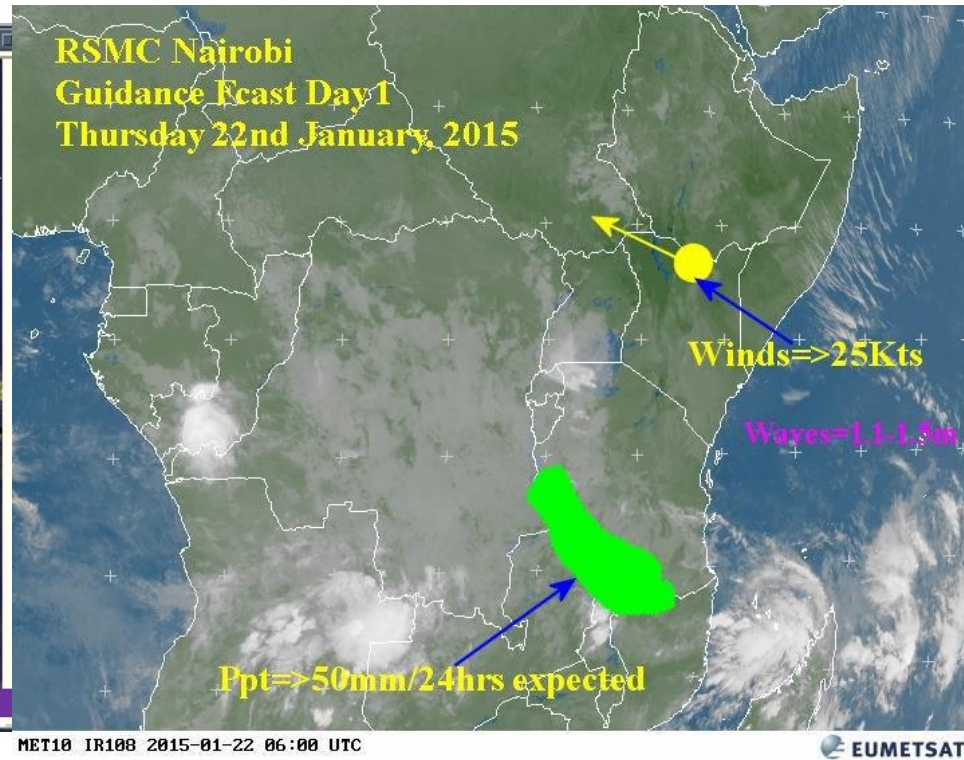 RSMC Nairobi
Guidance Fcast Day 1
Thursday 22nd January, 2015
Winds=>25Kts
Waves=1.1-1.5m
Ppt=>50mm/24hrs expected
MET10 IR108 2015-01-22 06:00 UTC
EUMETSAT